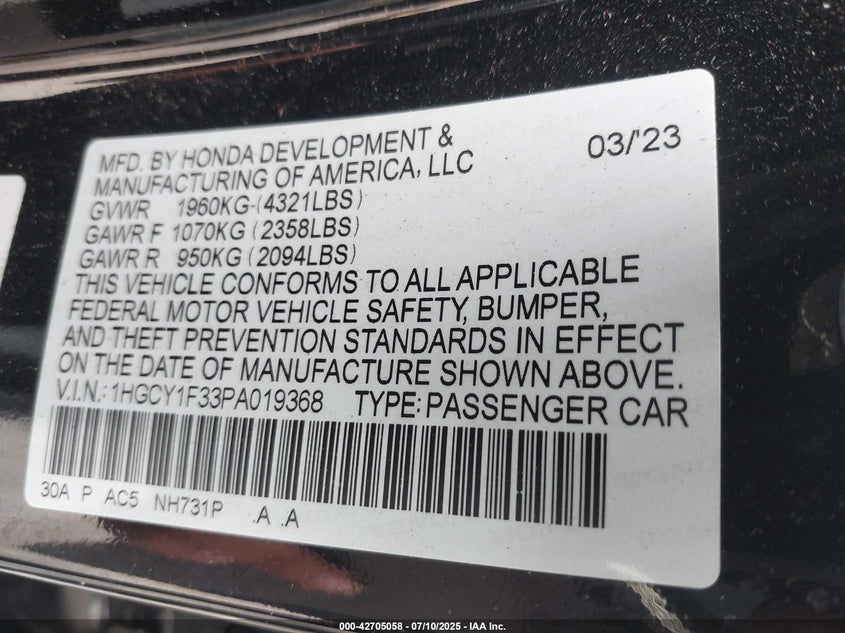 MFD. BY HONDA DEVELOPMENT & 03/'23
MANUFACTURING OF AMERICA, LLC
GVWR 1960KG (4321LBS)
GAWR F 1070KG (2358LBS)
GAWR R 950KG (2094LBS)
THIS VEHICLE CONFORMS TO ALL APPLICABLE
FEDERAL MOTOR VEHICLE SAFETY, BUMPER,
AND THEFT PREVENTION STANDARDS IN EFFECT
ON THE DATE OF MANUFACTURE SHOWN ABOVE.
V.I.N.: 1HGCY1F33PA019368 TYPE: PASSENGER CAR
30A P AC5 NH731P .A .A
000-42705058 - 07/10/2025 - IAA Inc.